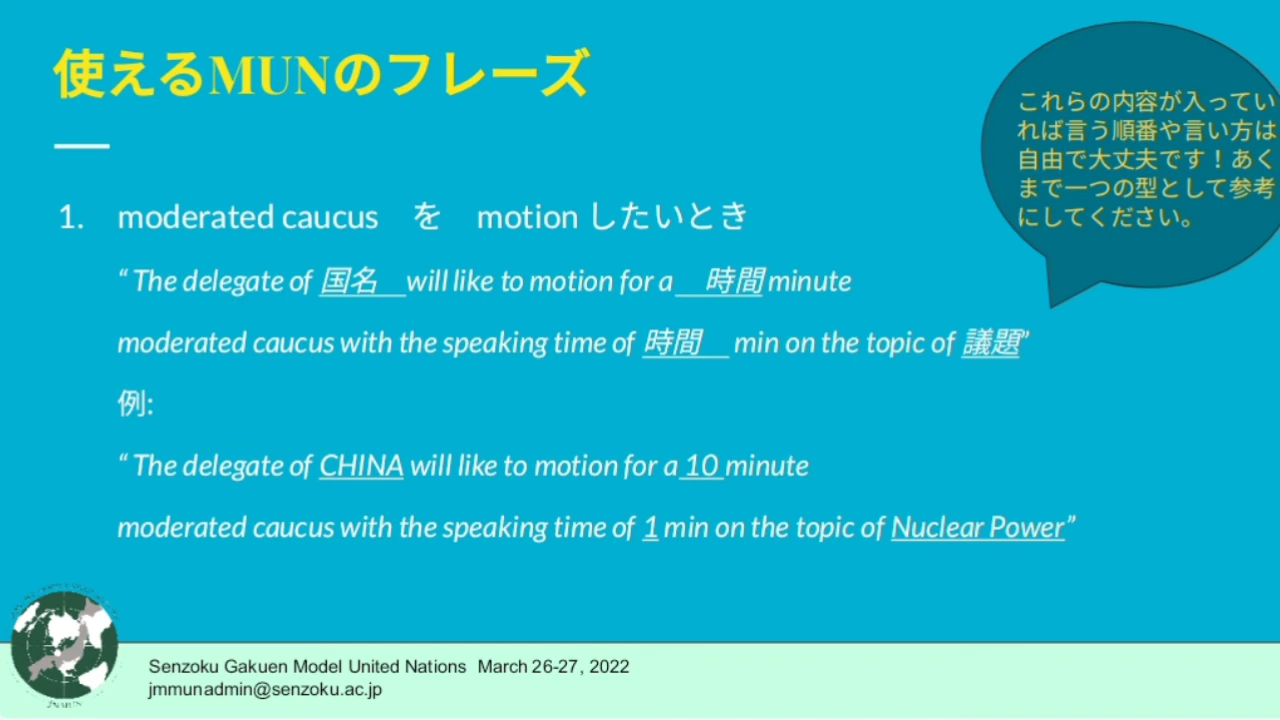 使えるMUNのフレーズ
これらの内容が入ってい
れば言う順番や言い方は
自由で大丈夫です！あく
まで一つの型として参考
にしてください。
1. moderated caucus を motion したいとき
“ The delegate of 国名 will like to motion for a 時間 minute
moderated caucus with the speaking time of 時間 min on the topic of 議題”
例:
“ The delegate of CHINA will like to motion for a 10 minute
moderated caucus with the speaking time of 1 min on the topic of Nuclear Power”
Senzoku Gakuen Model United Nations March 26-27, 2022
jmmunadmin@senzoku.ac.jp